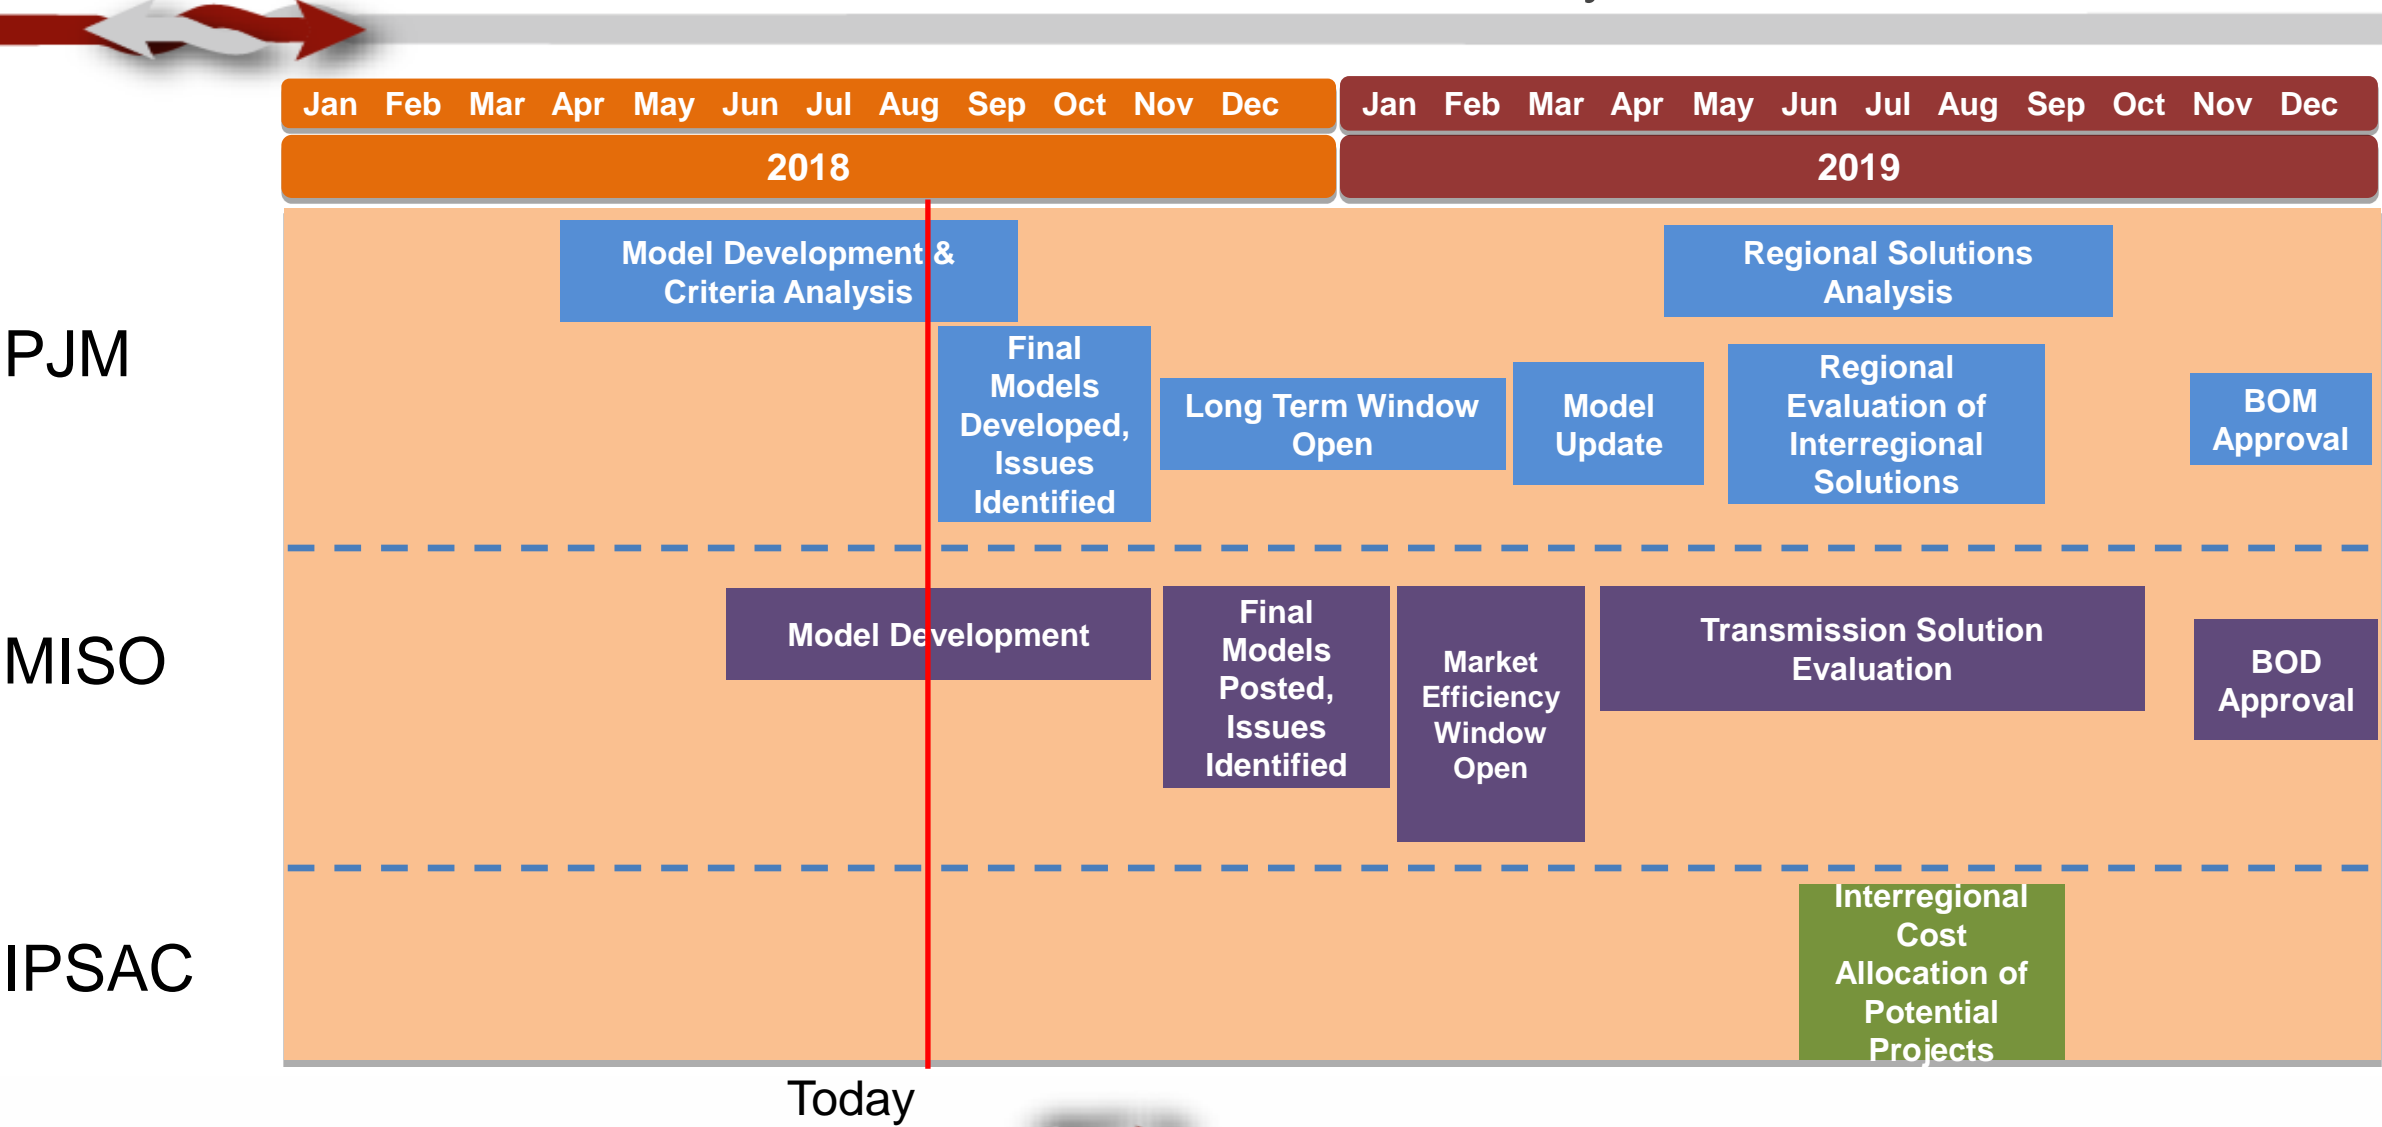 Jan Feb Mar Apr May Jun Jul Aug Sep Oct Nov Dec
Jan Feb Mar Apr May Jun Jul Aug Sep Oct Nov Dec
2018
2019
PJM
Model Development &
Criteria Analysis
Final
Models
Developed,
Issues
Identified
Long Term Window
Open
Model
Update
Regional Solutions
Analysis
Regional
Evaluation of
Interregional
Solutions
BOM
Approval
MISO
Model Development
Final
Models
Posted,
Issues
Identified
Market
Efficiency
Window
Open
Transmission Solution
Evaluation
BOD
Approval
IPSAC
Interregional
Cost
Allocation of
Potential
Projects
Today